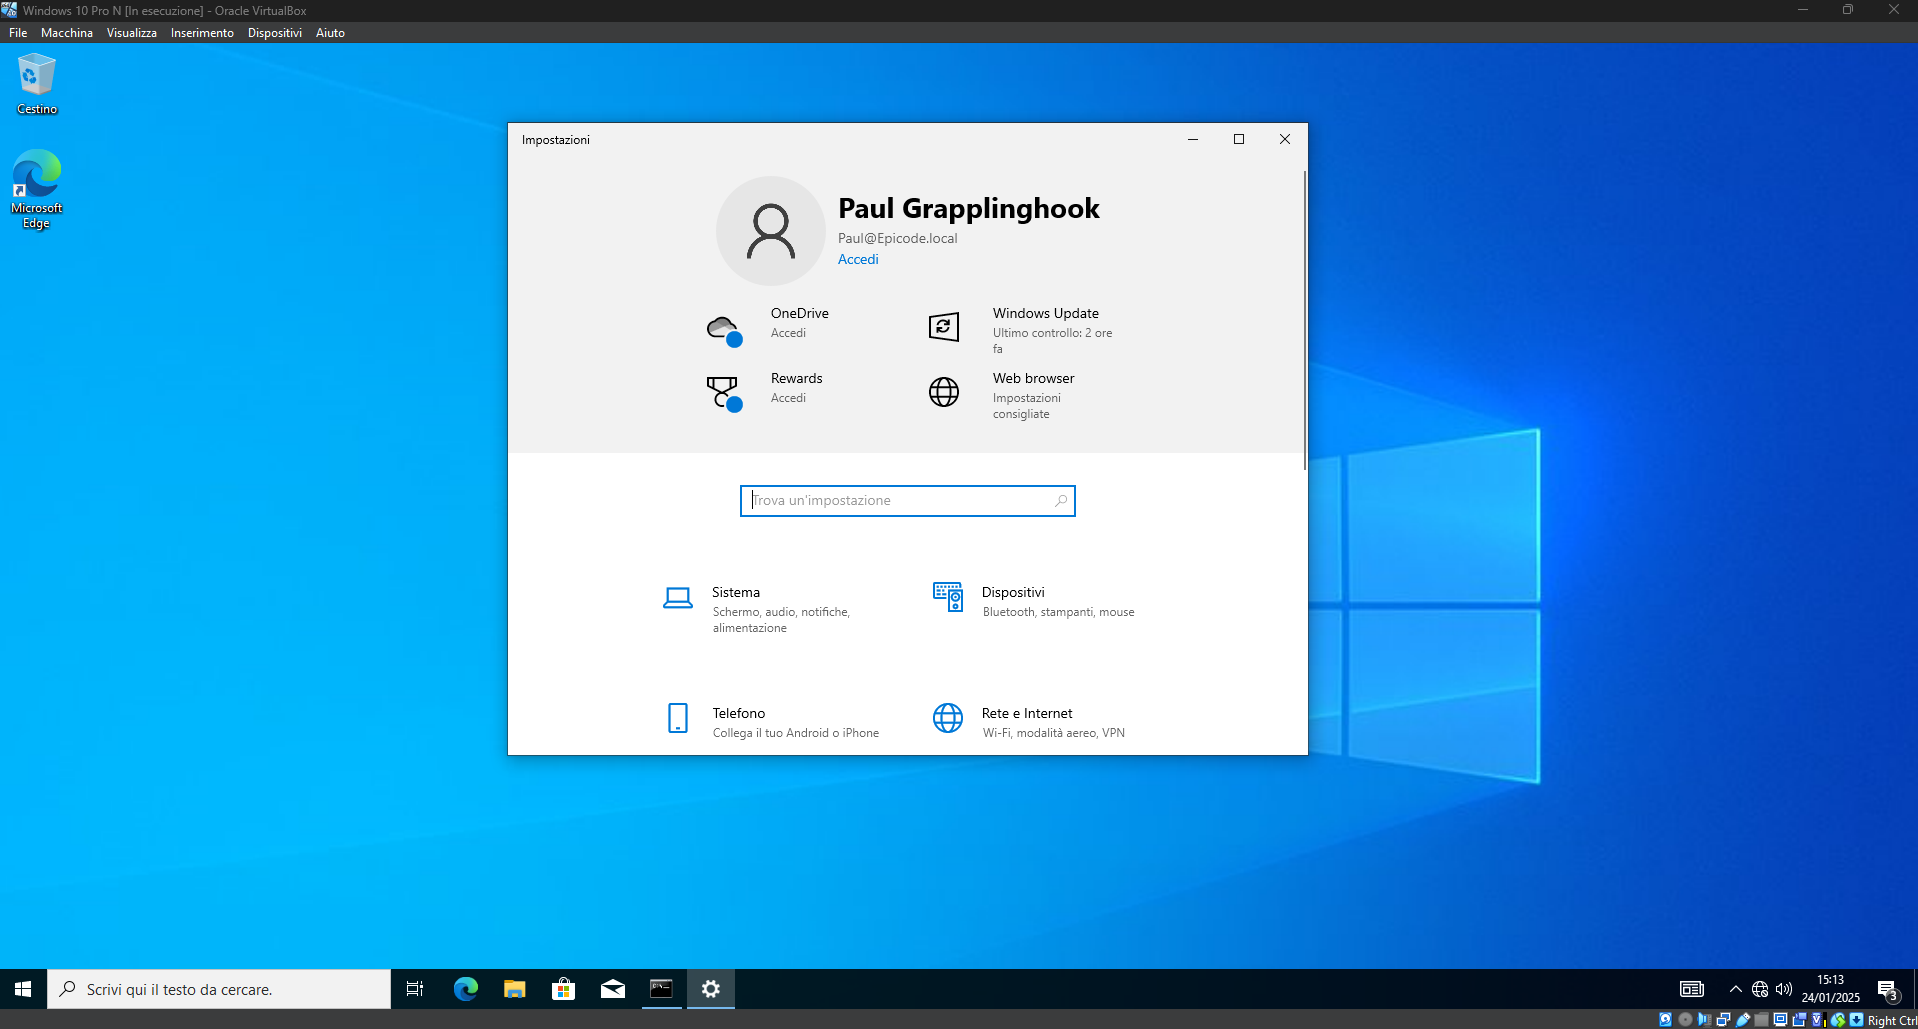 Windows 10 Pro N [In esecuzione] - Oracle VirtualBox
File Macchina Visualizza Inserimento Dispositivi Aiuto
Cestino
Microsoft
Edge
Impostazioni
Paul Grapplinghook
Paul@Epicode.local
Accedi
OneDrive
Accedi
Windows Update
Ultimo controllo: 2 ore
fa
Rewards
Accedi
Web browser
Impostazioni
consigliate
Trova un'impostazione
Sistema
Schermo, audio, notifiche,
alimentazione
Dispositivi
Bluetooth, stampanti, mouse
Telefono
Collega il tuo Android o iPhone
Rete e Internet
Wi-Fi, modalità aereo, VPN
Scrivi qui il testo da cercare.
15:13
24/01/2025
3
Right Ctrl